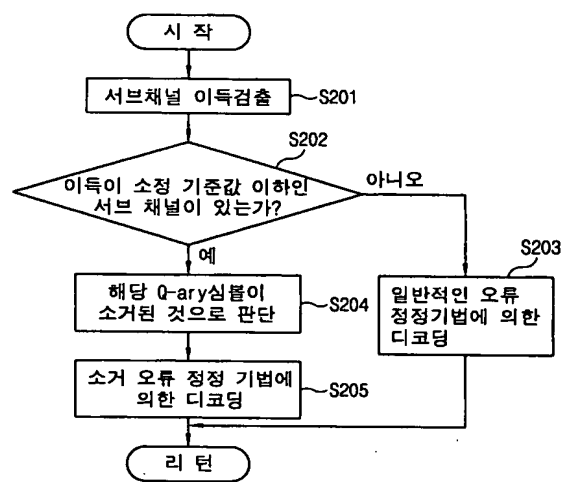 시 작
서브채널 이득검출
S201
S202
이득이 소정 기준값 이하인
서브 채널이 있는가?
아니오
예
S203
해당 Q-ary심볼이
소거된 것으로 판단
S204
일반적인 오류
정정기법에 의한
디코딩
소거 오류 정정 기법에
의한 디코딩
S205
리 턴